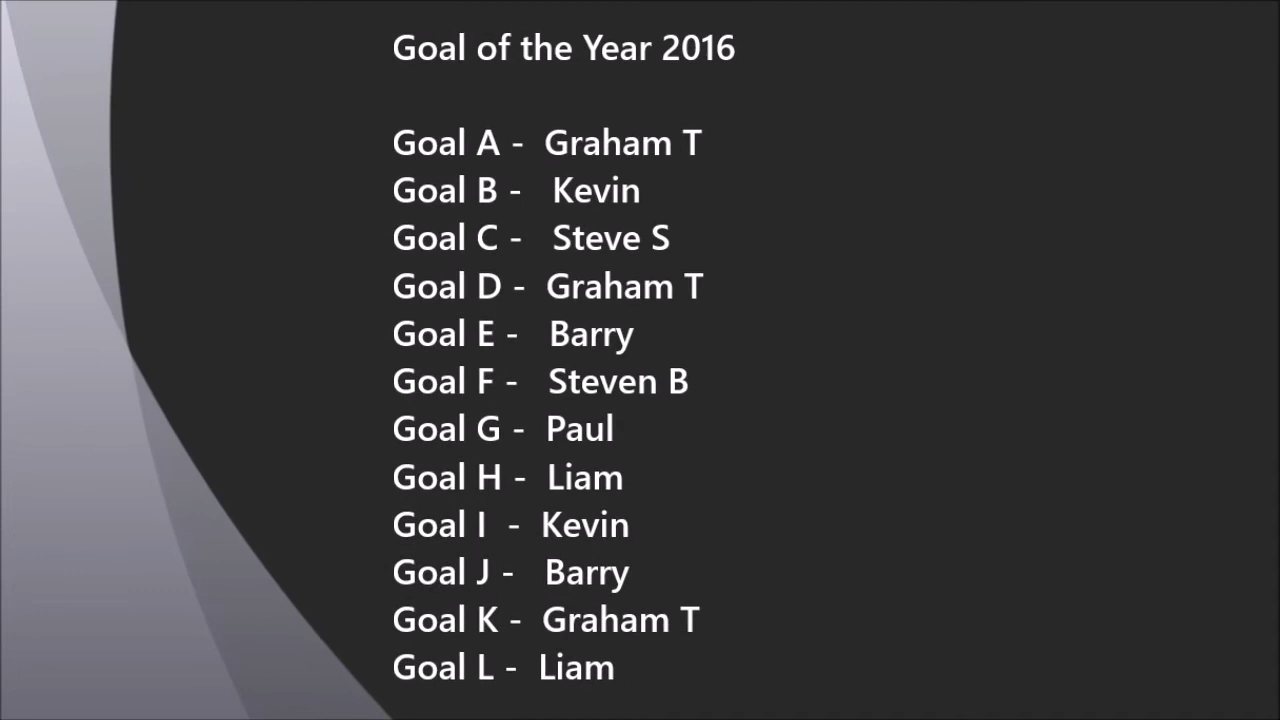 Goal of the Year 2016
Goal A - Graham T
Goal B - Kevin
Goal C - Steve S
Goal D - Graham T
Goal E - Barry
Goal F - Steven B
Goal G - Paul
Goal H - Liam
Goal I - Kevin
Goal J - Barry
Goal K - Graham T
Goal L - Liam